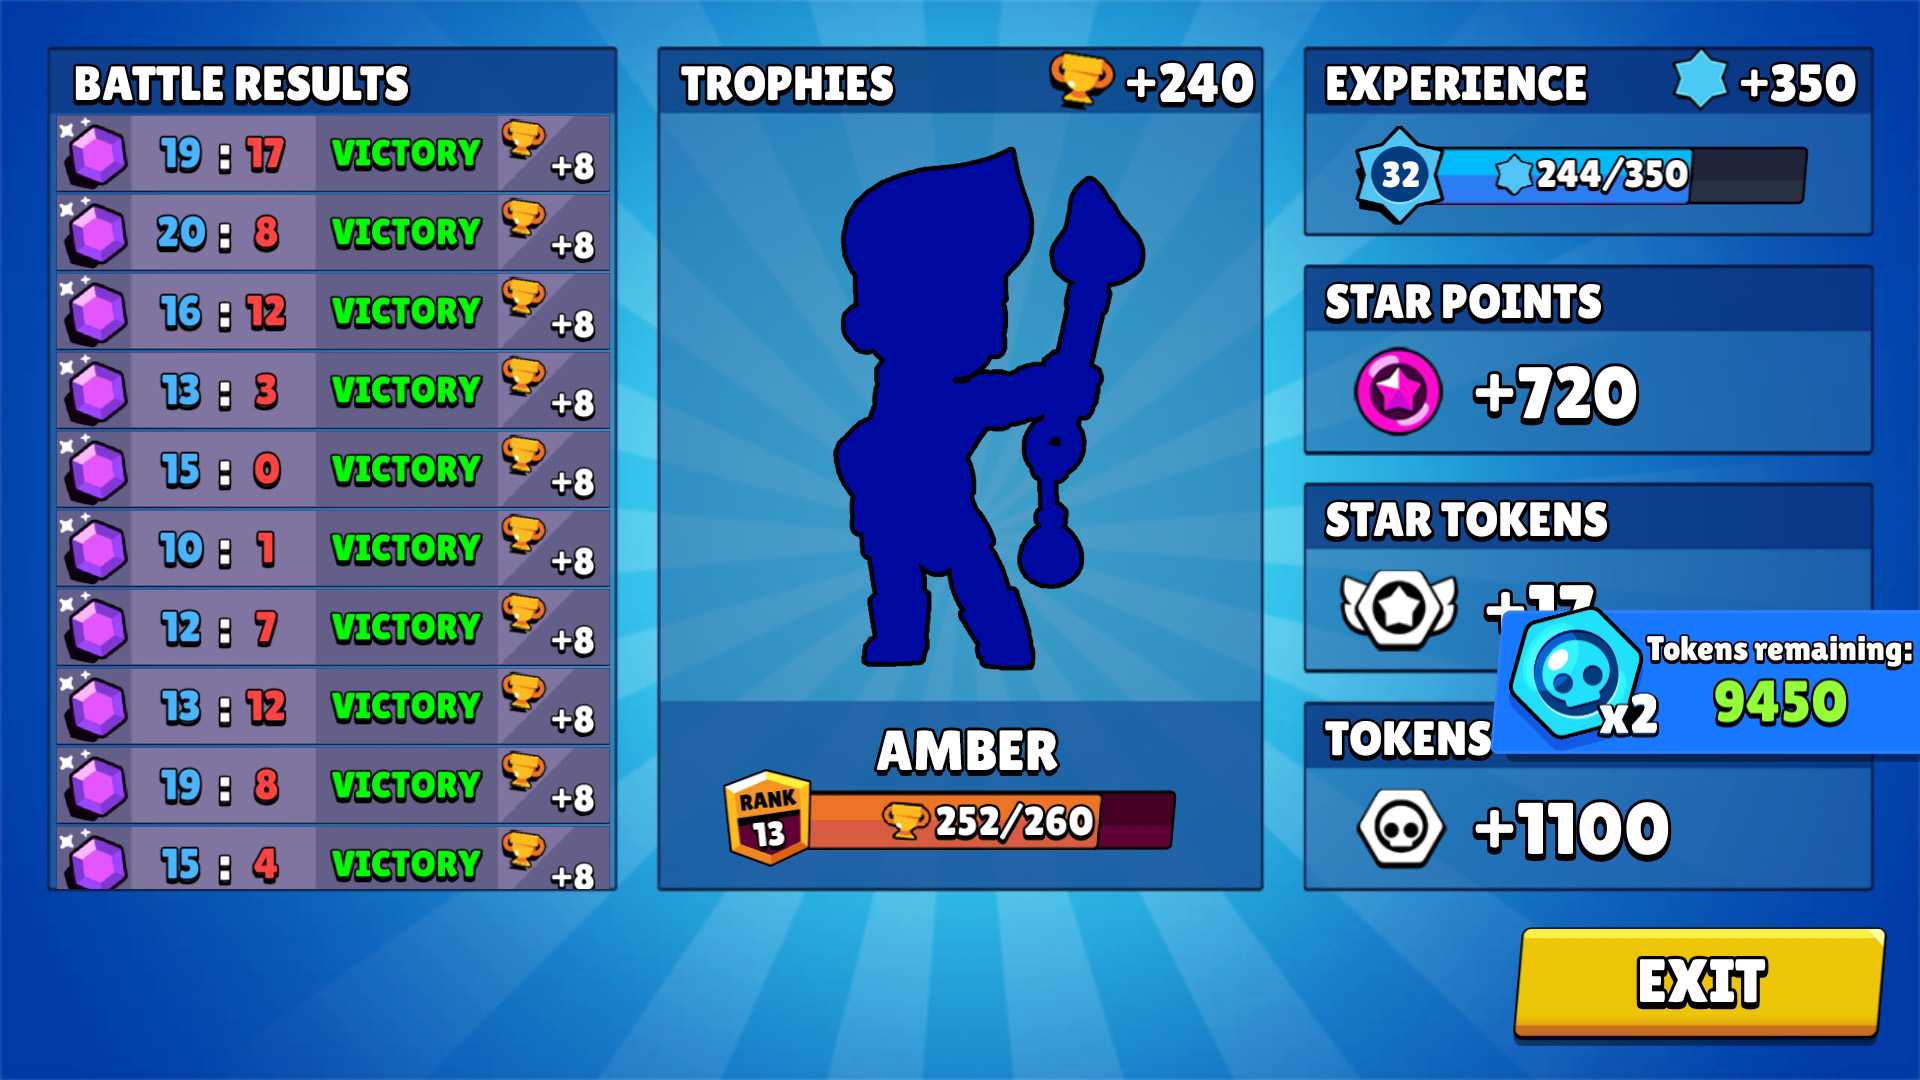 BATTLE RESULTS
19 : 17 VICTORY +8
20 : 8 VICTORY +8
16 : 12 VICTORY +8
13 : 3 VICTORY +8
15 : 0 VICTORY +8
10 : 1 VICTORY +8
12 : 7 VICTORY +8
13 : 12 VICTORY +8
19 : 8 VICTORY +8
15 : 4 VICTORY +8
TROPHIES +240
AMBER
RANK
13
252/260
EXPERIENCE +350
32 244/350
STAR POINTS
+720
STAR TOKENS
+17
Tokens remaining:
x2 9450
TOKENS
+1100
EXIT